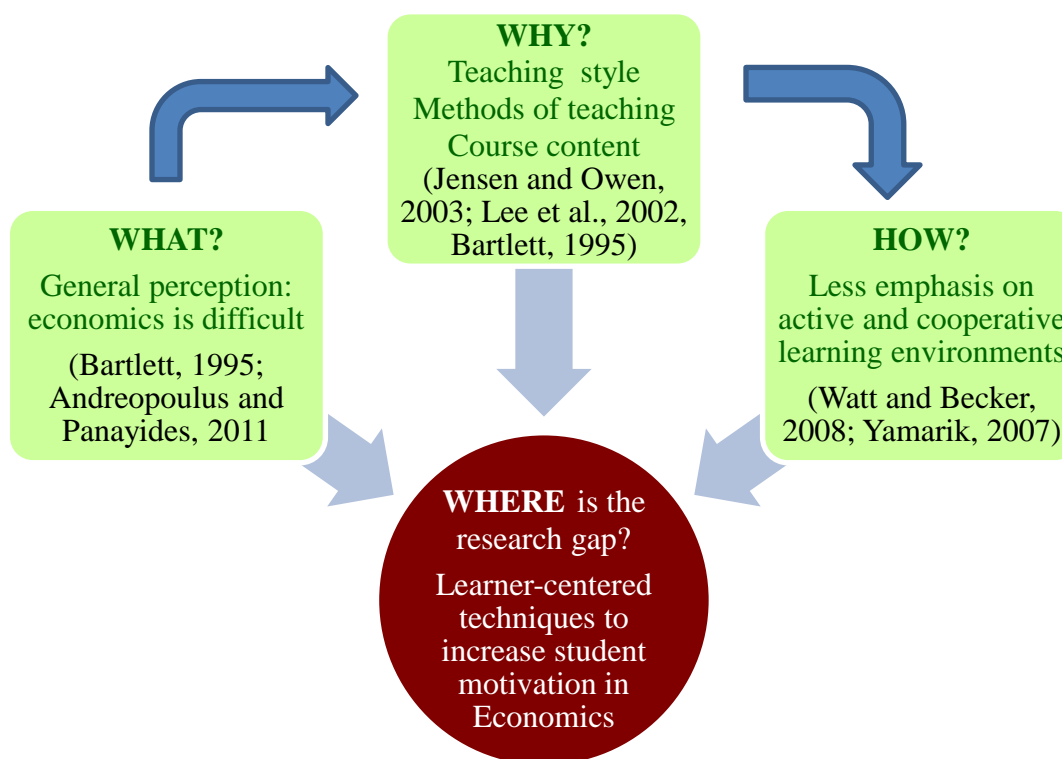 WHY?
Teaching style
Methods of teaching
Course content
(Jensen and Owen,
2003; Lee et al., 2002,
Bartlett, 1995)
WHAT?
General perception:
economics is difficult
(Bartlett, 1995;
Andreopoulus and
Panayides, 2011
HOW?
Less emphasis on
active and cooperative
learning environments
(Watt and Becker,
2008; Yamarik, 2007)
WHERE is the
research gap?
Learner-centered
techniques to
increase student
motivation in
Economics